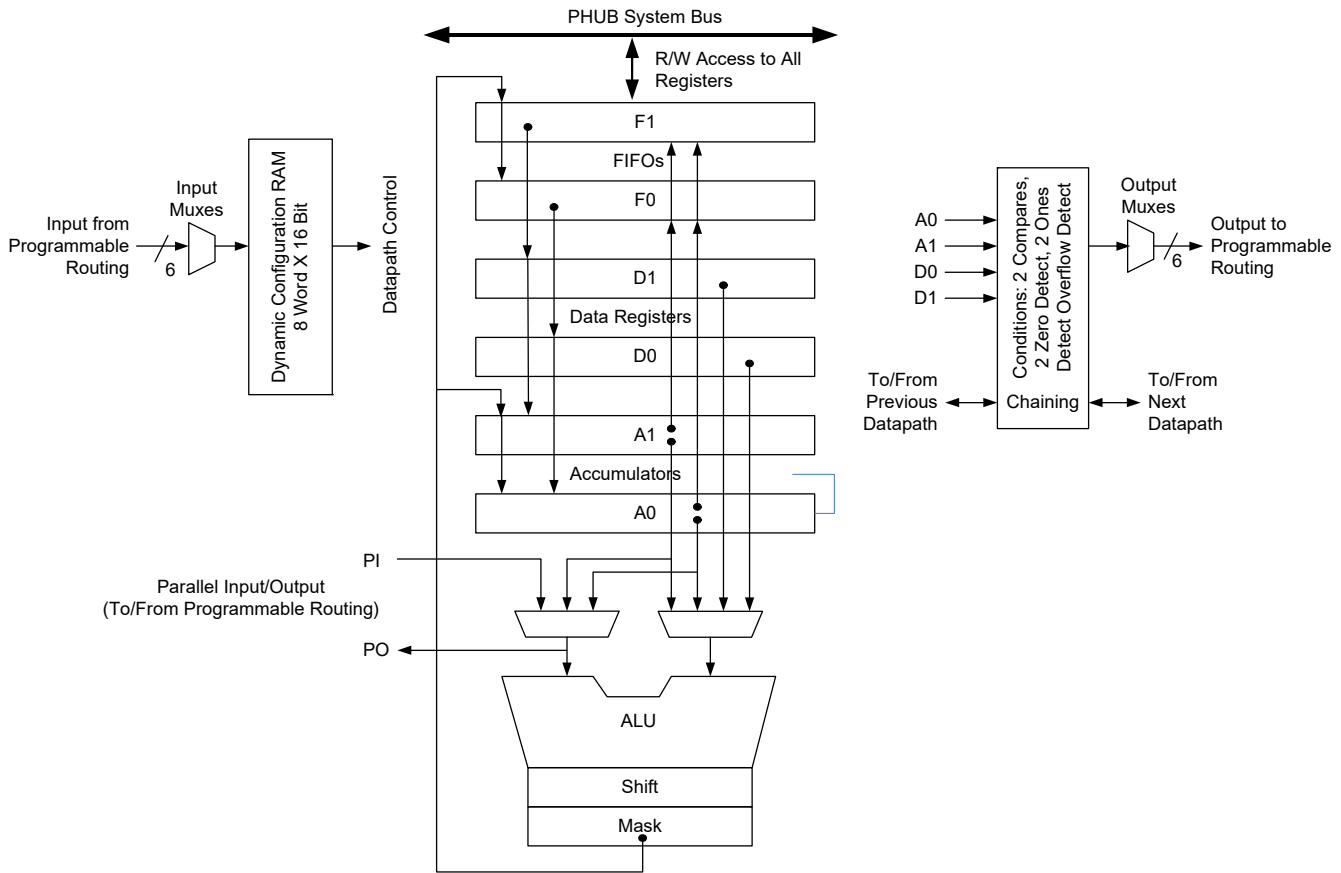 PHUB System Bus
R/W Access to All
Registers
F1
FIFOs
F0
D1
Data Registers
D0
A1
Accumulators
A0
Input from
Programmable
Routing
6
Input
Muxes
Dynamic Configuration RAM
8 Word X 16 Bit
Datapath Control
PI
Parallel Input/Output
(To/From Programmable Routing)
PO
ALU
Shift
Mask
A0
A1
D0
D1
Conditions: 2 Compares,
2 Zero Detect, 2 Ones
Detect Overflow Detect
Chaining
To/From
Previous
Datapath
To/From
Next
Datapath
Output
Muxes
6
Output to
Programmable
Routing